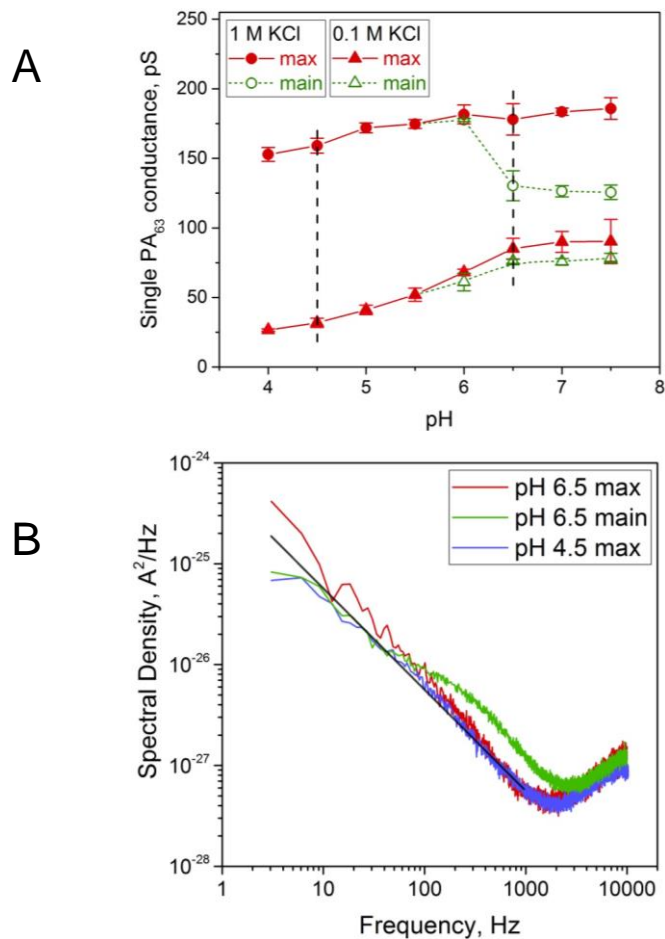 A
1 M KCl
max
main
0.1 M KCl
max
main
Single PA63 conductance, pS
250
200
150
100
50
0
4
5
6
7
8
pH
B
pH 6.5 max
pH 6.5 main
pH 4.5 max
Spectral Density, A²/Hz
10⁻²⁴
10⁻²⁵
10⁻²⁶
10⁻²⁷
10⁻²⁸
1
10
100
1000
10000
Frequency, Hz